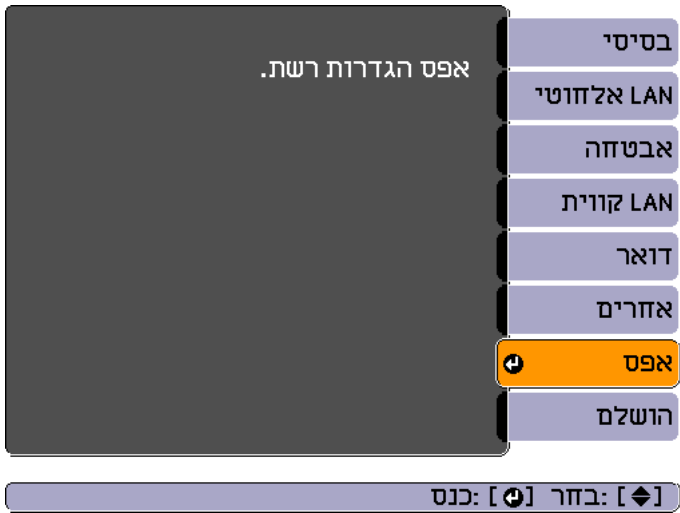 בסיסי
LAN אלחוטי
אבטחה
LAN קווית
דואר
אחרים
אפס
הושלם
אפס הגדרות רשת.
[◆] :בחר [⏎] :כנס